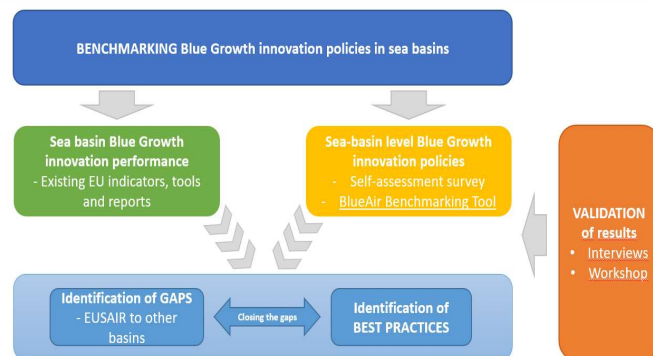 BENCHMARKING Blue Growth innovation policies in sea basins
Sea basin Blue Growth
innovation performance
- Existing EU indicators, tools
and reports
Sea-basin level Blue Growth
innovation policies
- Self-assessment survey
- BlueAir Benchmarking Tool
VALIDATION
of results
• Interviews
• Workshop
Identification of GAPS
- EUSAIR to other
basins
Closing the gaps
Identification of
BEST PRACTICES